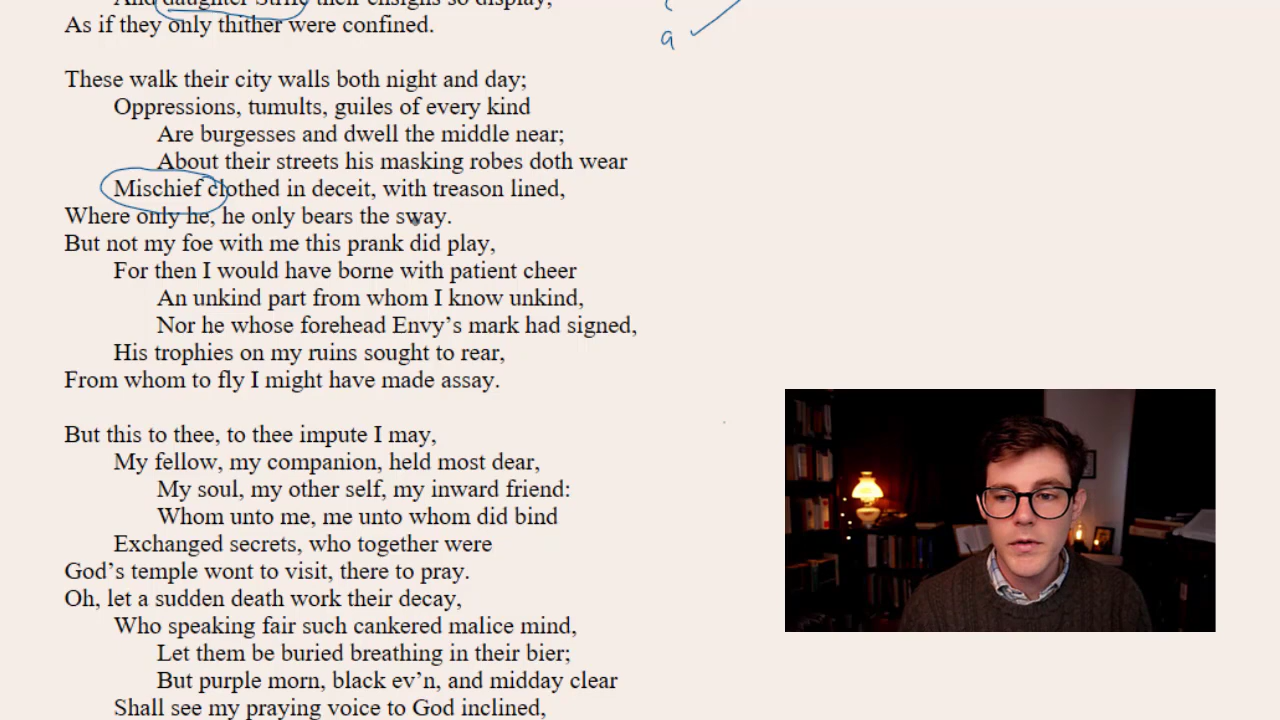 And daughter Strife their ensigns so display,
As if they only thither were confined.
a
These walk their city walls both night and day;
Oppressions, tumults, guiles of every kind
Are burgesses and dwell the middle near;
About their streets his masking robes doth wear
Mischief clothed in deceit, with treason lined,
Where only he, he only bears the sway.
But not my foe with me this prank did play,
For then I would have borne with patient cheer
An unkind part from whom I know unkind,
Nor he whose forehead Envy’s mark had signed,
His trophies on my ruins sought to rear,
From whom to fly I might have made assay.
But this to thee, to thee impute I may,
My fellow, my companion, held most dear,
My soul, my other self, my inward friend:
Whom unto me, me unto whom did bind
Exchanged secrets, who together were
God’s temple wont to visit, there to pray.
Oh, let a sudden death work their decay,
Who speaking fair such cankered malice mind,
Let them be buried breathing in their bier;
But purple morn, black ev’n, and midday clear
Shall see my praying voice to God inclined,